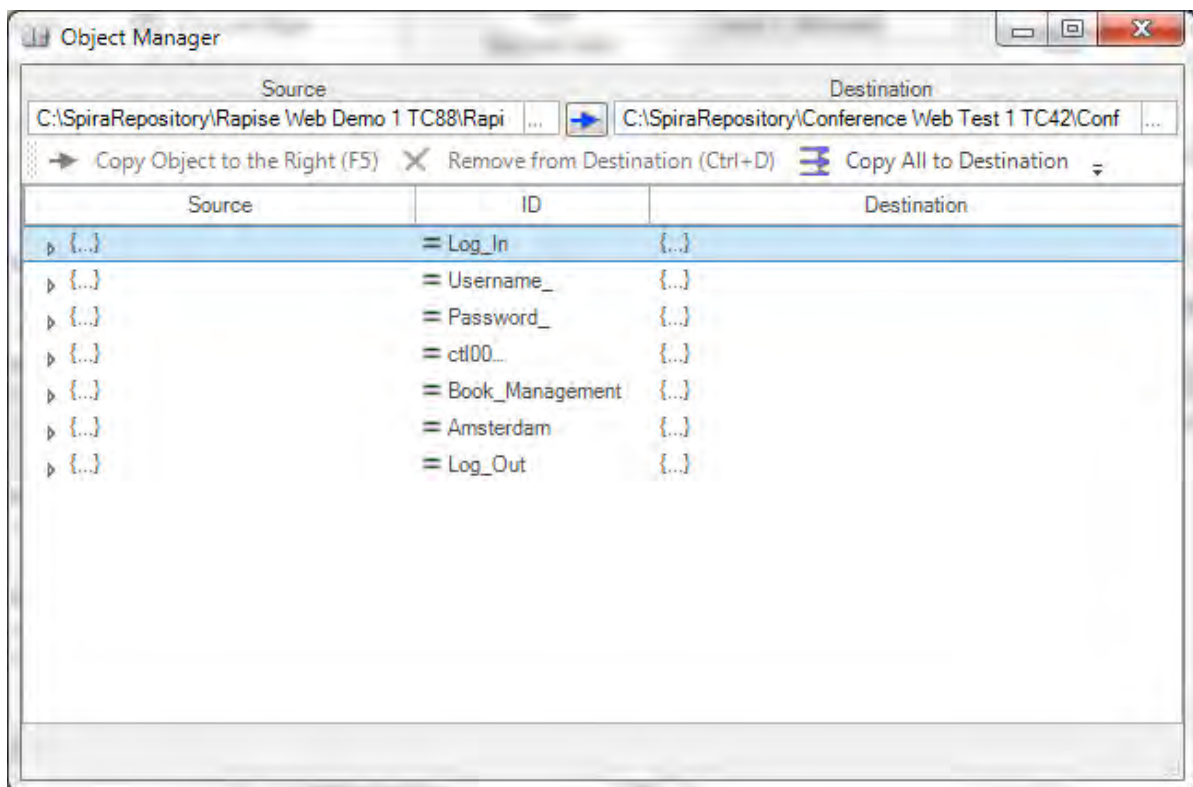 Object Manager
Source Destination
C:\SpiraRepository\Rapise Web Demo 1 TC88\Rapi ... C:\SpiraRepository\Conference Web Test 1 TC42\Conf ...
Copy Object to the Right (F5) Remove from Destination (Ctrl+D) Copy All to Destination
Source ID Destination
{...} = Log_In {...}
{...} = Username_ {...}
{...} = Password_ {...}
{...} = ctl00... {...}
{...} = Book_Management {...}
{...} = Amsterdam {...}
{...} = Log_Out {...}